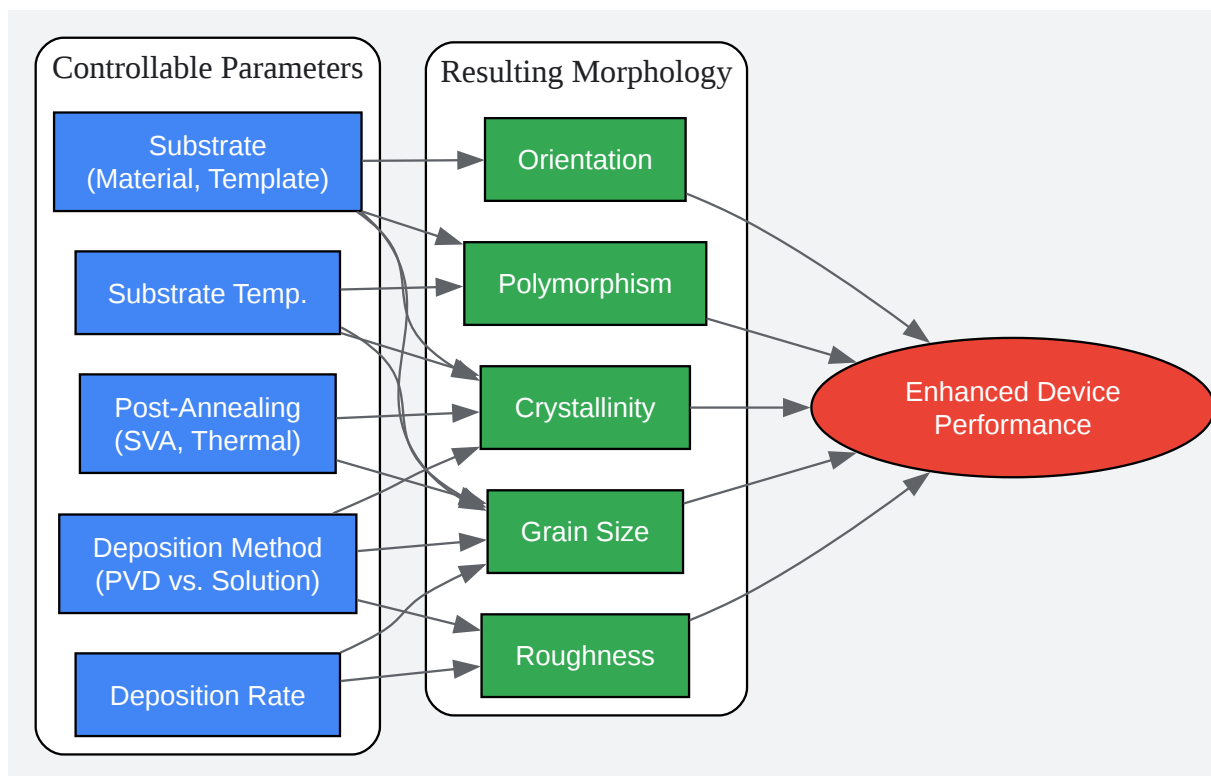 Controllable Parameters
Substrate
(Material, Template)
Substrate Temp.
Post-Annealing
(SVA, Thermal)
Deposition Method
(PVD vs. Solution)
Deposition Rate
Resulting Morphology
Orientation
Polymorphism
Crystallinity
Grain Size
Roughness
Enhanced Device
Performance